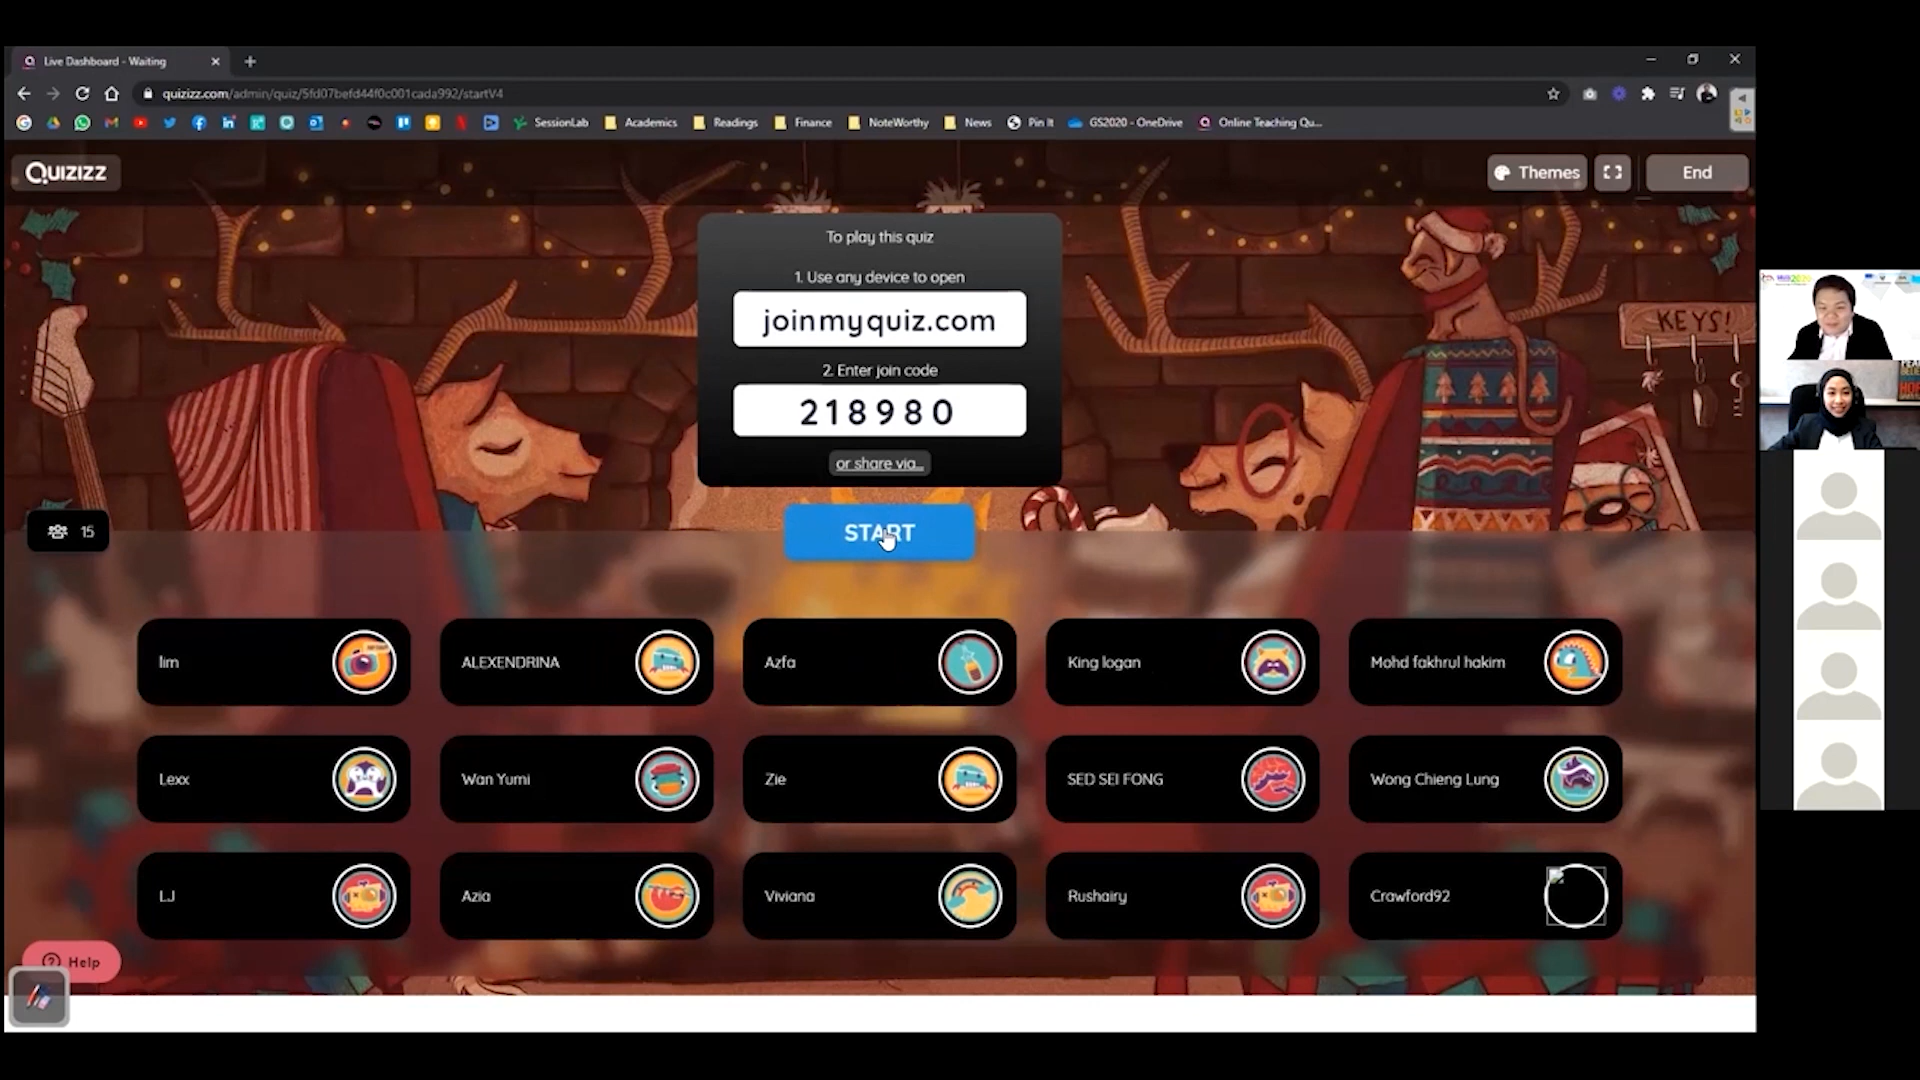 Live Dashboard - Waiting
quizizz.com/admin/quiz/5fd07befd44f0c001cada992/startV4
SessionLab
Academics
Readings
Finance
NoteWorthy
News
Pin It
GS2020 - OneDrive
Online Teaching Qu...
QUIZIZZ
Themes
End
To play this quiz
1. Use any device to open
joinmyquiz.com
2. Enter join code
218980
or share via...
KEYS!
15
START
lim
ALEXENDRINA
Azfa
King logan
Mohd fakhrul hakim
Lexx
Wan Yumi
Zie
SED SEI FONG
Wong Chieng Lung
LJ
Azia
Viviana
Rushairy
Crawford92
Help